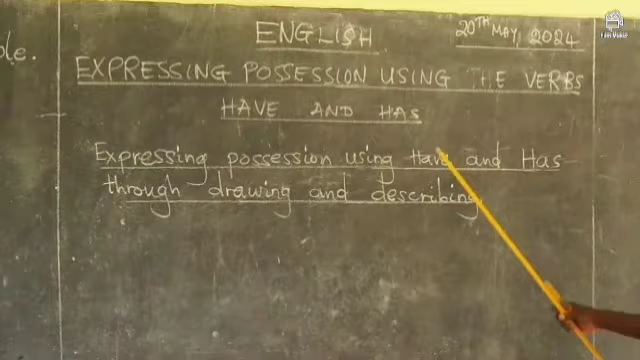 ole.
ENGLISH
20TH MAY, 2024
EXPRESSING POSSESSION USING THE VERBS
HAVE AND HAS
Expressing possession using Have and Has
through drawing and describing